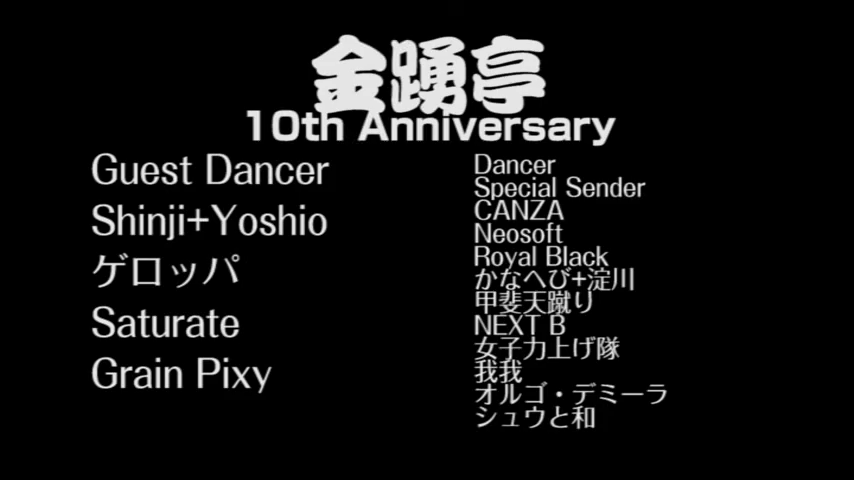 金踊亭
10th Anniversary
Guest Dancer
Shinji+Yoshio
ゲロッパ
Saturate
Grain Pixy
Dancer
Special Sender
CANZA
Neosoft
Royal Black
かなへび+淀川
甲斐天蹴り
NEXT B
女子力上げ隊
我我
オルゴ・デミーラ
シュウと和